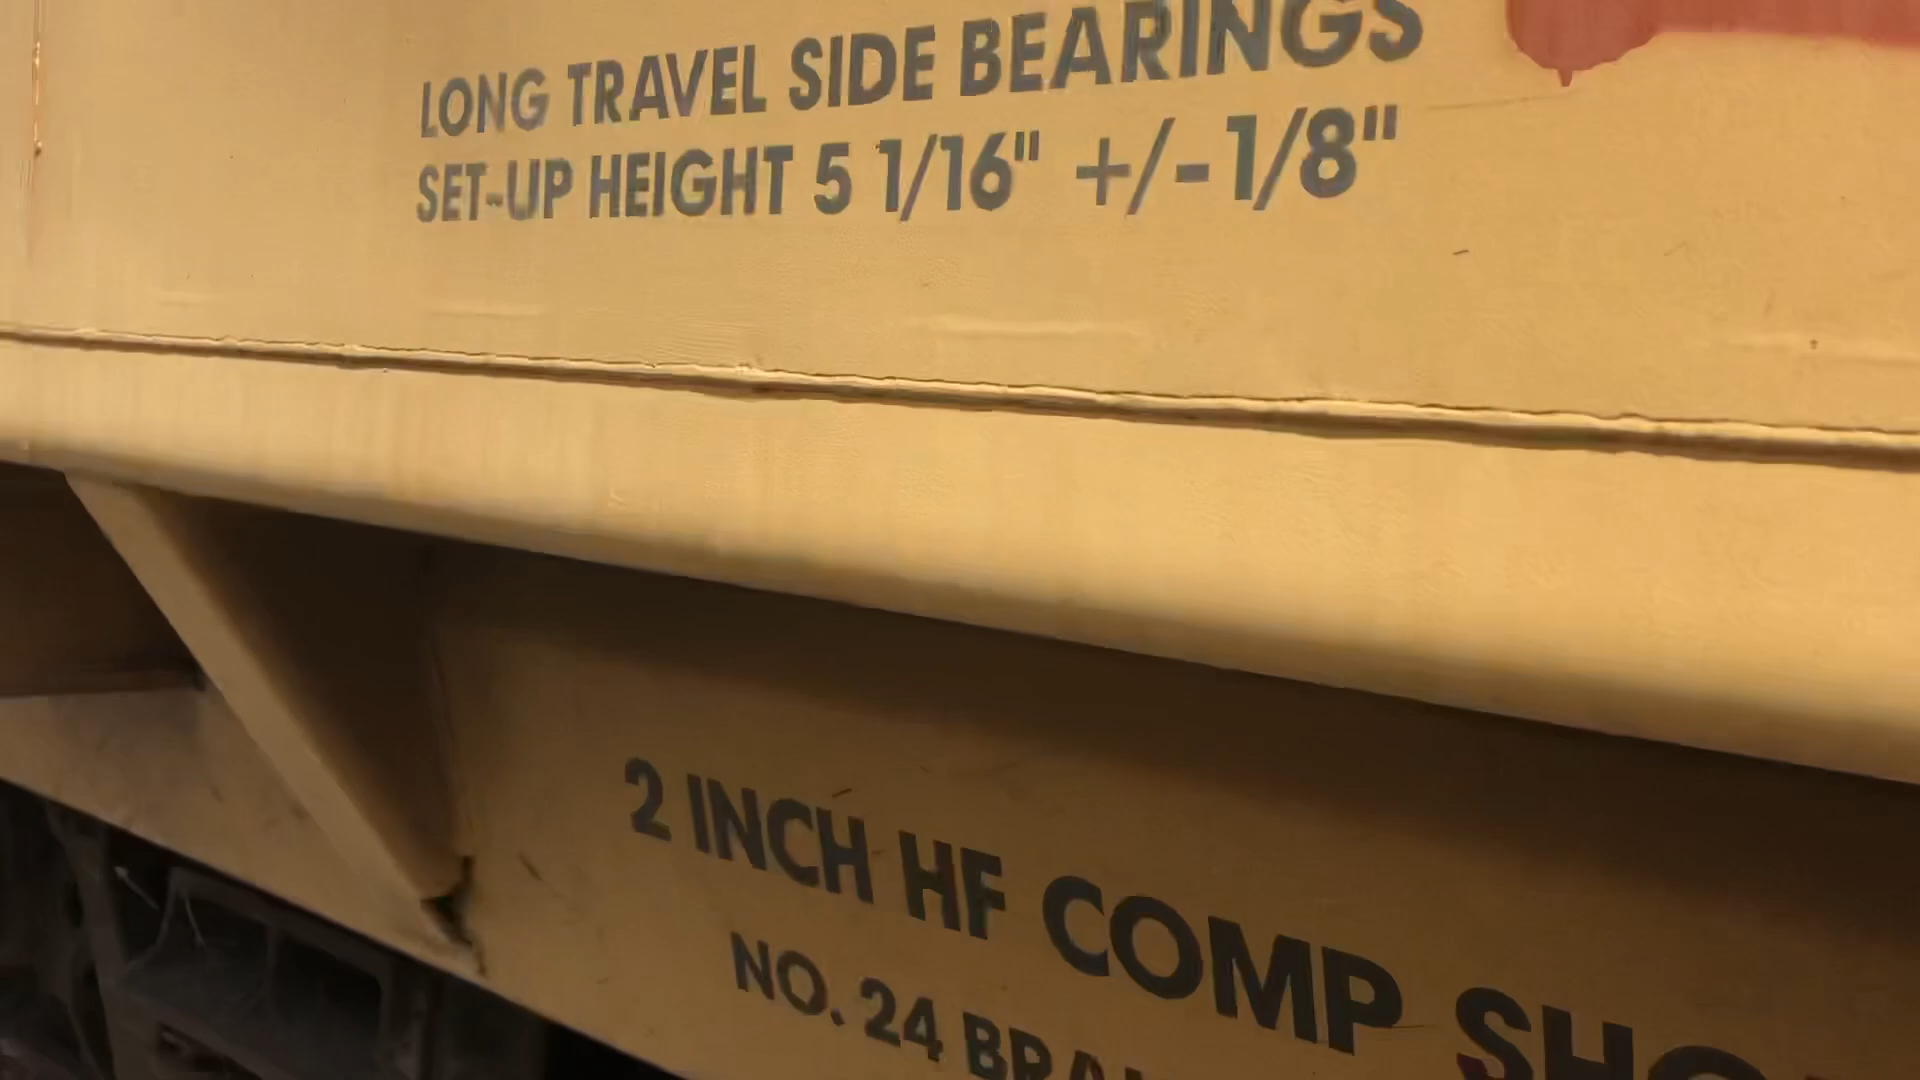 LONG TRAVEL SIDE BEARINGS
SET-UP HEIGHT 5 1/16" +/- 1/8"
2 INCH HF COMP
NO. 24